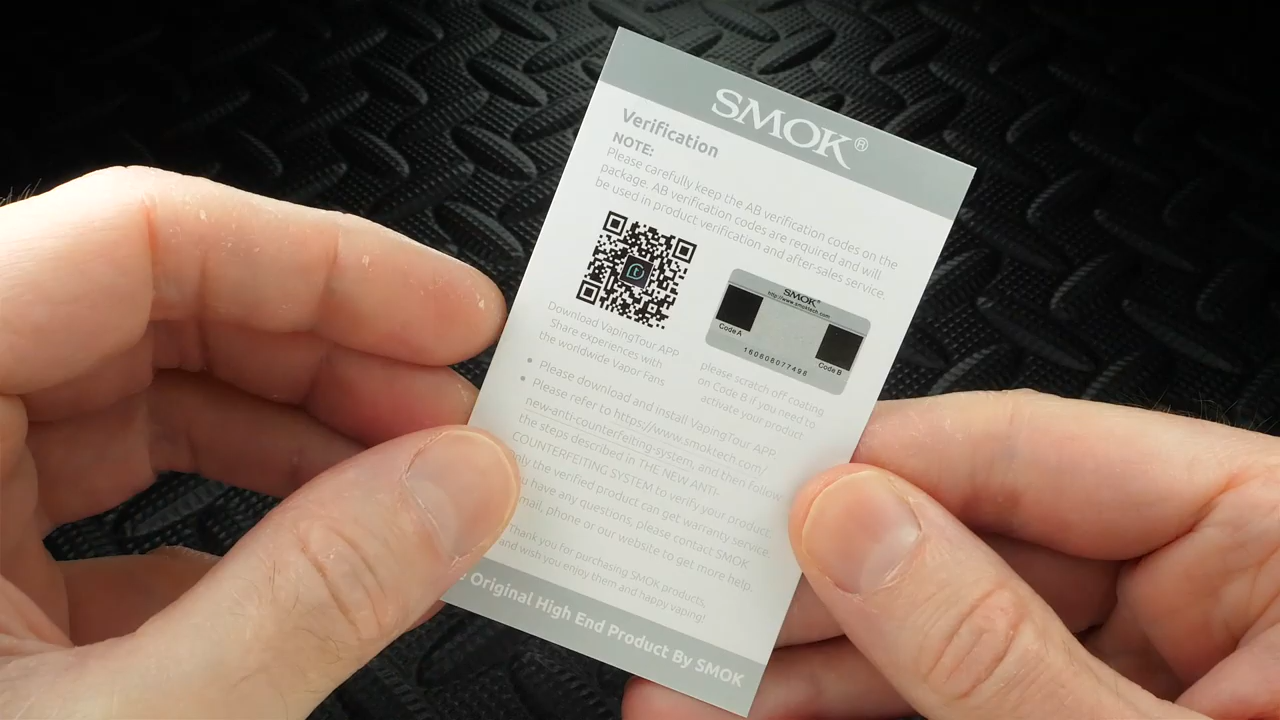 SMOK®
Verification
NOTE:
Please carefully keep the AB verification codes on the
package. AB verification codes are required and will
be used in product verification and after-sales service.
SMOK®
http://www.smoktech.com
Code A
Code B
160606077498
Download VapingTour APP
Share experiences with
the worldwide Vapor Fans
please scratch off coating
on Code B if you need to
activate your product
• Please download and install VapingTour APP
• Please refer to https://www.smoktech.com/
new-anti-counterfeiting-system, and then follow
the steps described in THE NEW ANTI-
COUNTERFEITING SYSTEM to verify your product.
only the verified product can get warranty service
have any questions, please contact SMOK
mail, phone or our website to get more help.
Thank you for purchasing SMOK products,
and wish you enjoy them and happy vaping!
Original High End Product By SMOK